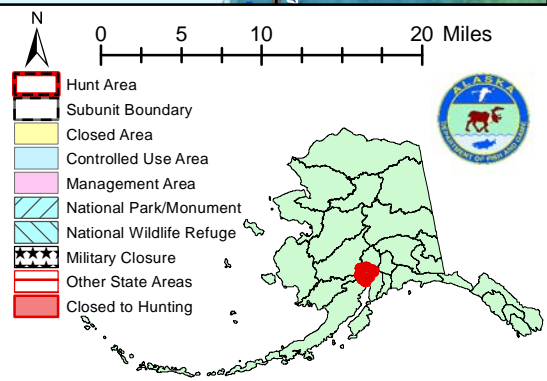 N
0 5 10 15 20 Miles
Hunt Area
Subunit Boundary
Closed Area
Controlled Use Area
Management Area
National Park/Monument
National Wildlife Refuge
Military Closure
Other State Areas
Closed to Hunting
ALASKA
DEPARTMENT OF FISH AND GAME